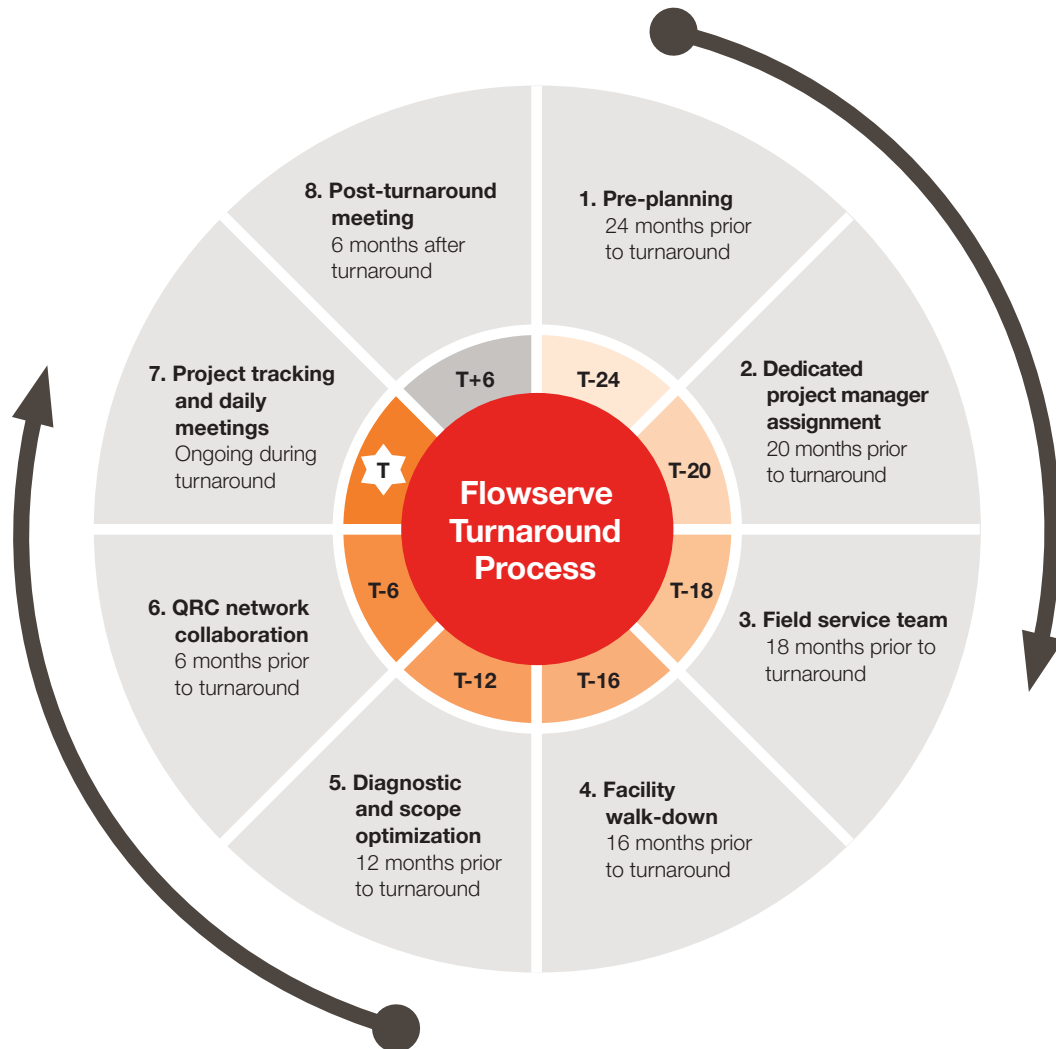 Flowserve
Turnaround
Process
1. Pre-planning
24 months prior
to turnaround
T-24
2. Dedicated
project manager
assignment
20 months prior
to turnaround
T-20
3. Field service team
18 months prior to
turnaround
T-18
4. Facility
walk-down
16 months prior
to turnaround
T-16
5. Diagnostic
and scope
optimization
12 months prior
to turnaround
T-12
6. QRC network
collaboration
6 months prior
to turnaround
T-6
7. Project tracking
and daily
meetings
Ongoing during
turnaround
T
8. Post-turnaround
meeting
6 months after
turnaround
T+6